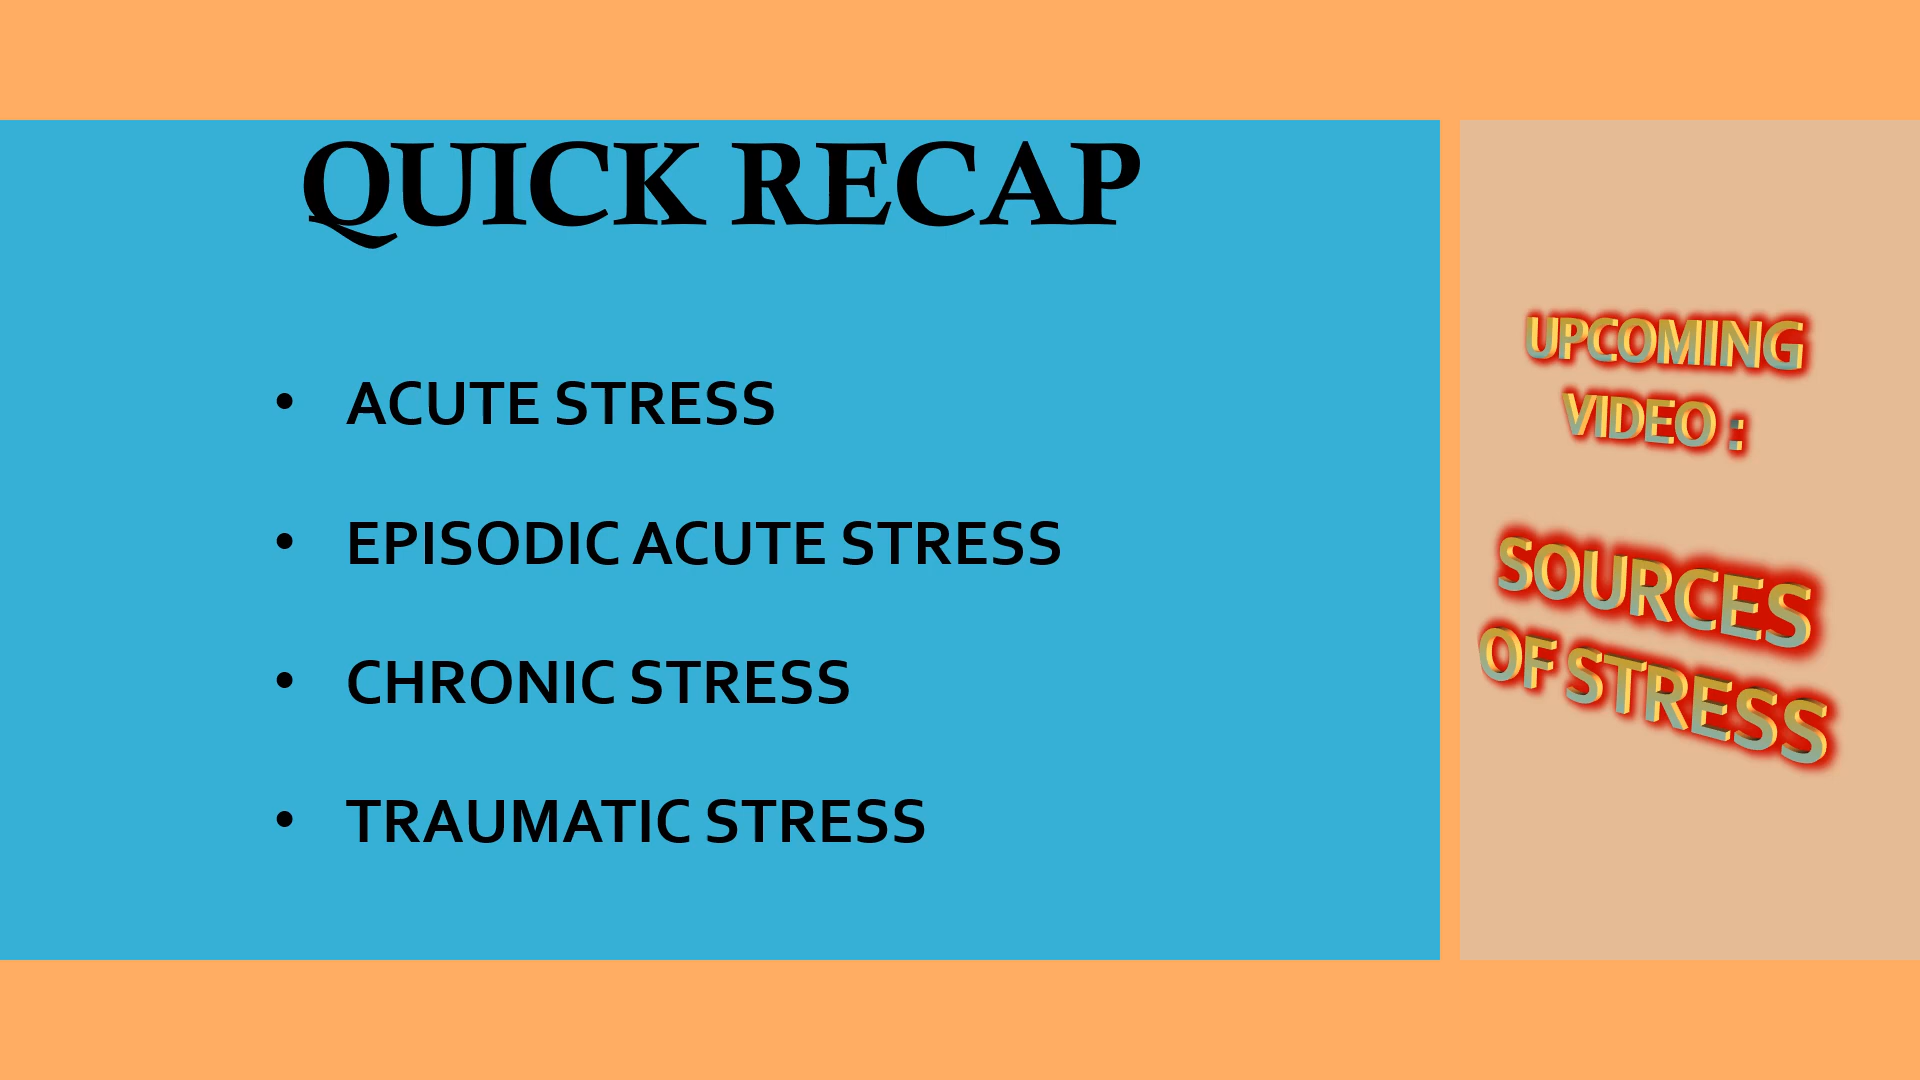 QUICK RECAP
• ACUTE STRESS
• EPISODIC ACUTE STRESS
• CHRONIC STRESS
• TRAUMATIC STRESS
UPCOMING
VIDEO :
SOURCES
OF STRESS